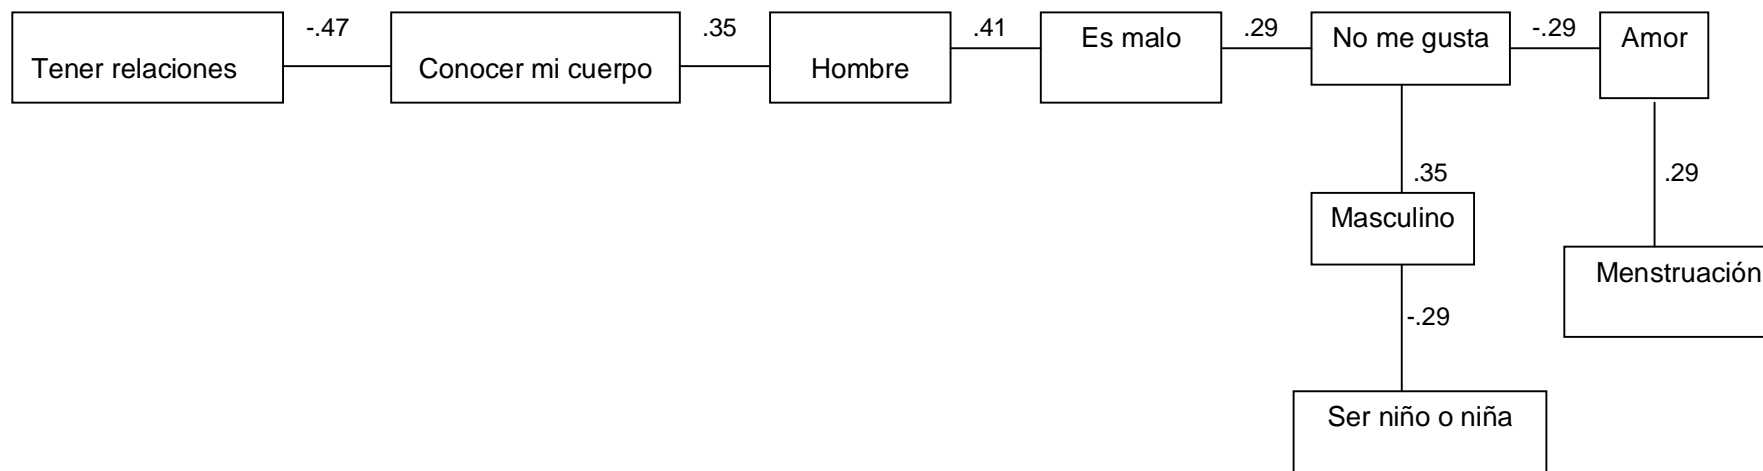 -.47
.35
.41
.29
-.29
Es malo
No me gusta
Amor
Tener relaciones
Conocer mi cuerpo
Hombre
.35
.29
Masculino
Menstruación
-.29
Ser niño o niña